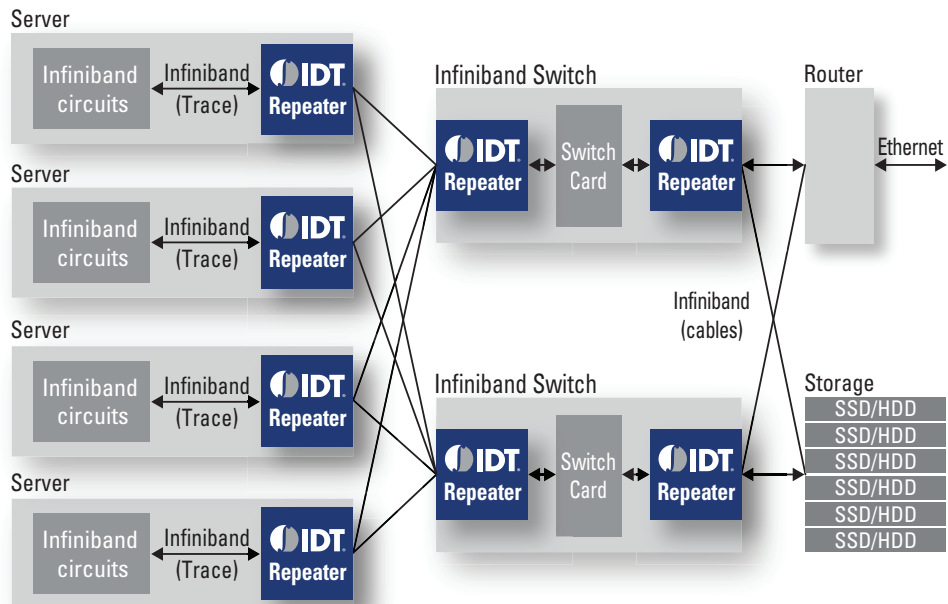 Server
Infiniband
circuits
Infiniband
(Trace)
IDT.
Repeater
Server
Infiniband
circuits
Infiniband
(Trace)
IDT.
Repeater
Server
Infiniband
circuits
Infiniband
(Trace)
IDT.
Repeater
Server
Infiniband
circuits
Infiniband
(Trace)
IDT.
Repeater
Infiniband Switch
IDT.
Repeater
Switch
Card
IDT.
Repeater
Infiniband Switch
IDT.
Repeater
Switch
Card
IDT.
Repeater
Infiniband
(cables)
Router
Ethernet
Storage
SSD/HDD
SSD/HDD
SSD/HDD
SSD/HDD
SSD/HDD
SSD/HDD